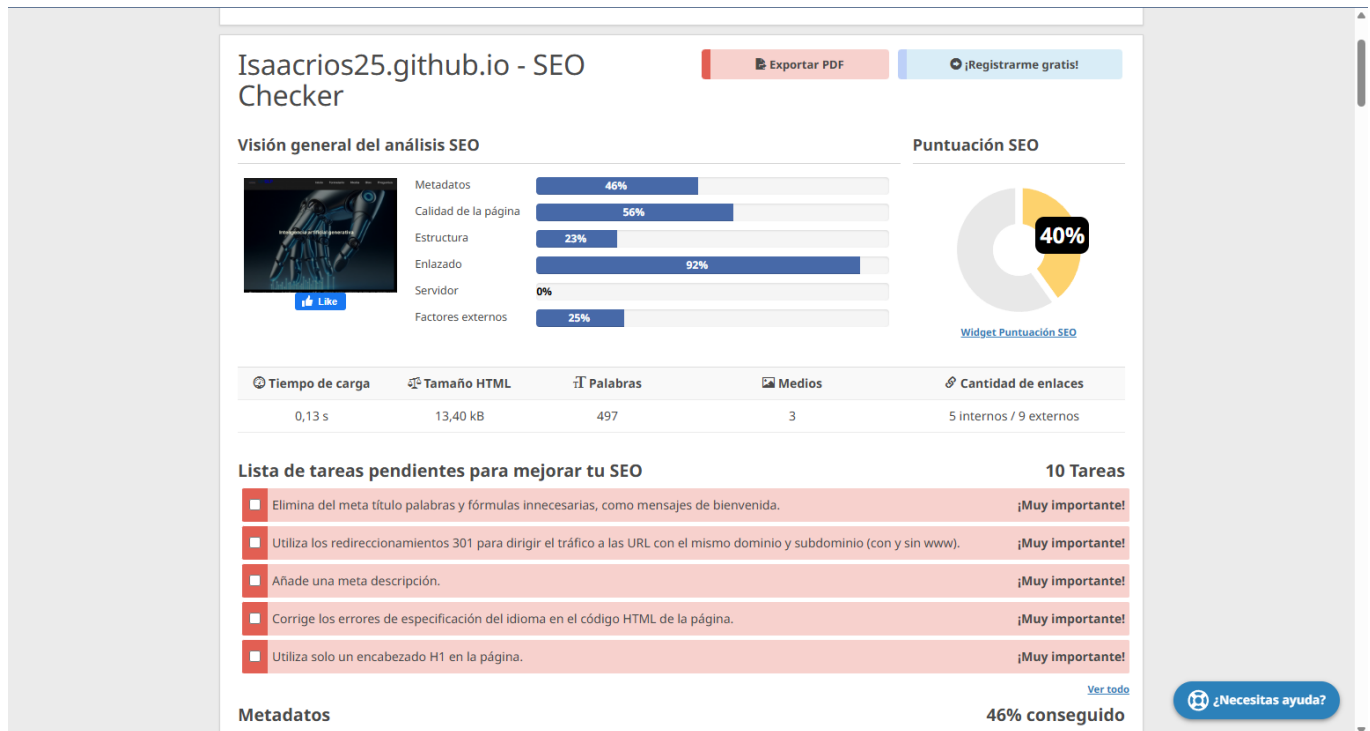 Isaacrios25.github.io - SEO
Checker
Exportar PDF
¡Registrarme gratis!
Visión general del análisis SEO
Puntuación SEO
Inteligencia artificial generativa
Like
Metadatos 46%
Calidad de la página 56%
Estructura 23%
Enlazado 92%
Servidor 0%
Factores externos 25%
40%
Widget Puntuación SEO
Tiempo de carga Tamaño HTML Palabras Medios Cantidad de enlaces
0,13 s 13,40 kB 497 3 5 internos / 9 externos
Lista de tareas pendientes para mejorar tu SEO 10 Tareas
Elimina del meta título palabras y fórmulas innecesarias, como mensajes de bienvenida. ¡Muy importante!
Utiliza los redireccionamientos 301 para dirigir el tráfico a las URL con el mismo dominio y subdominio (con y sin www). ¡Muy importante!
Añade una meta descripción. ¡Muy importante!
Corrige los errores de especificación del idioma en el código HTML de la página. ¡Muy importante!
Utiliza solo un encabezado H1 en la página. ¡Muy importante!
Ver todo
¿Necesitas ayuda?
Metadatos 46% conseguido